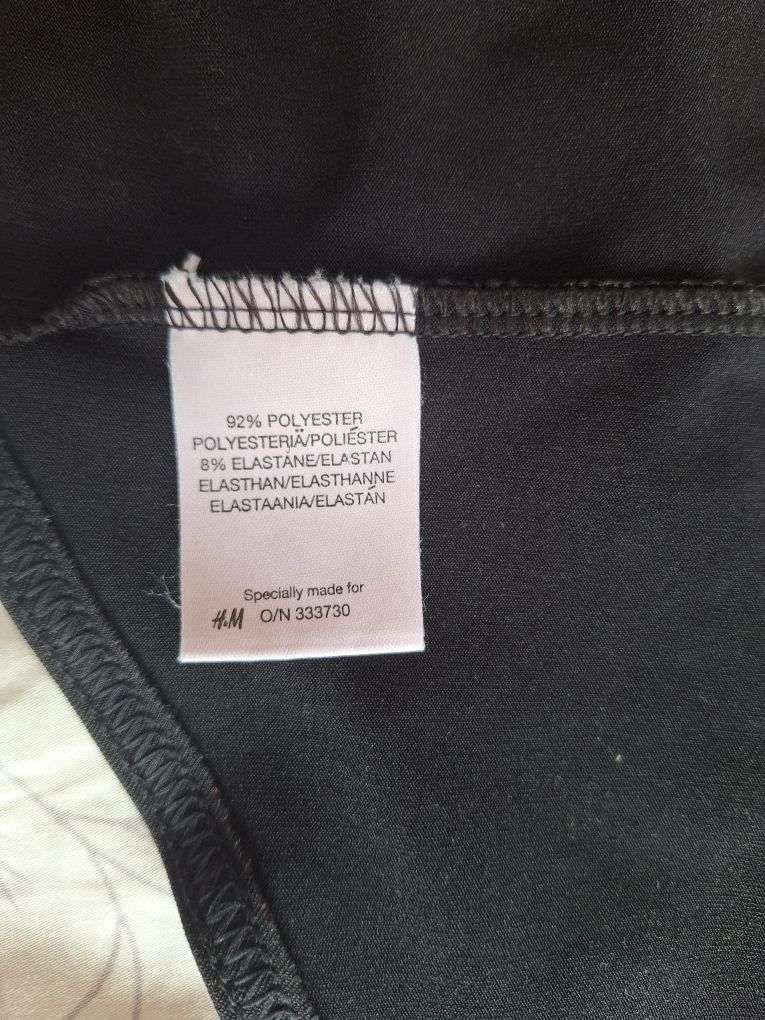 92% POLYESTER
POLYESTERIÄ/POLIÉSTER
8% ELASTANE/ELASTAN
ELASTHAN/ELASTHANNE
ELASTAANIA/ELASTÁN
Specially made for
H&M O/N 333730